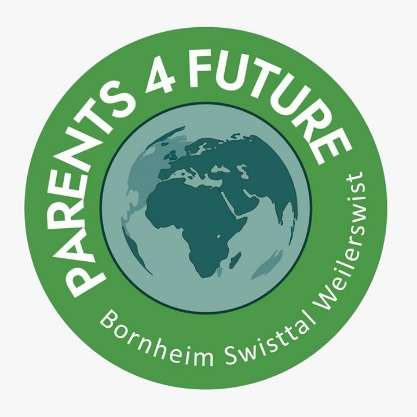 PARENTS 4 FUTURE
Bornheim Swisttal Weilerswist